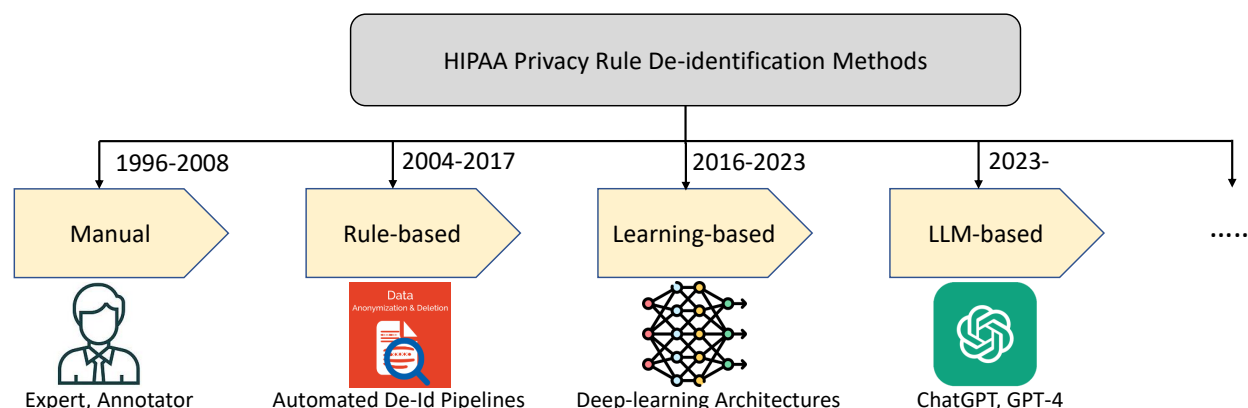 HIPAA Privacy Rule De-identification Methods
1996-2008
2004-2017
2016-2023
2023-
Manual
Rule-based
Learning-based
LLM-based
.....
Data
Anonymization & Deletion
Expert, Annotator
Automated De-Id Pipelines
Deep-learning Architectures
ChatGPT, GPT-4